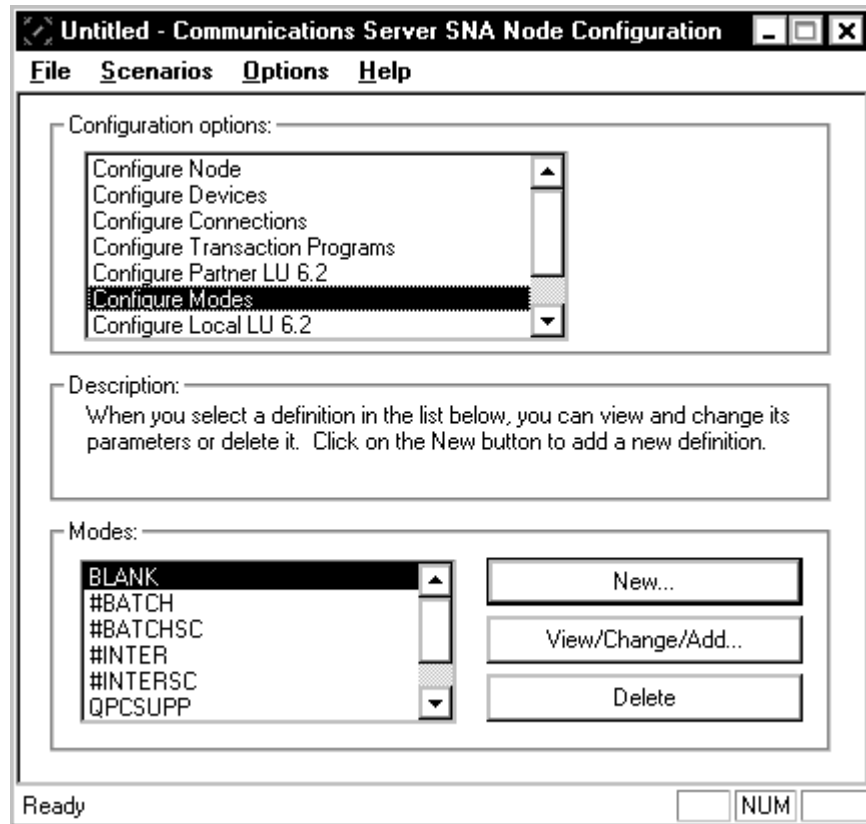 Untitled - Communications Server SNA Node Configuration
File Scenarios Options Help
Configuration options:
Configure Node
Configure Devices
Configure Connections
Configure Transaction Programs
Configure Partner LU 6.2
Configure Modes
Configure Local LU 6.2
Description:
When you select a definition in the list below, you can view and change its
parameters or delete it.  Click on the New button to add a new definition.
Modes:
BLANK
#BATCH
#BATCHSC
#INTER
#INTERSC
QPCSUPP
New...
View/Change/Add...
Delete
Ready
NUM